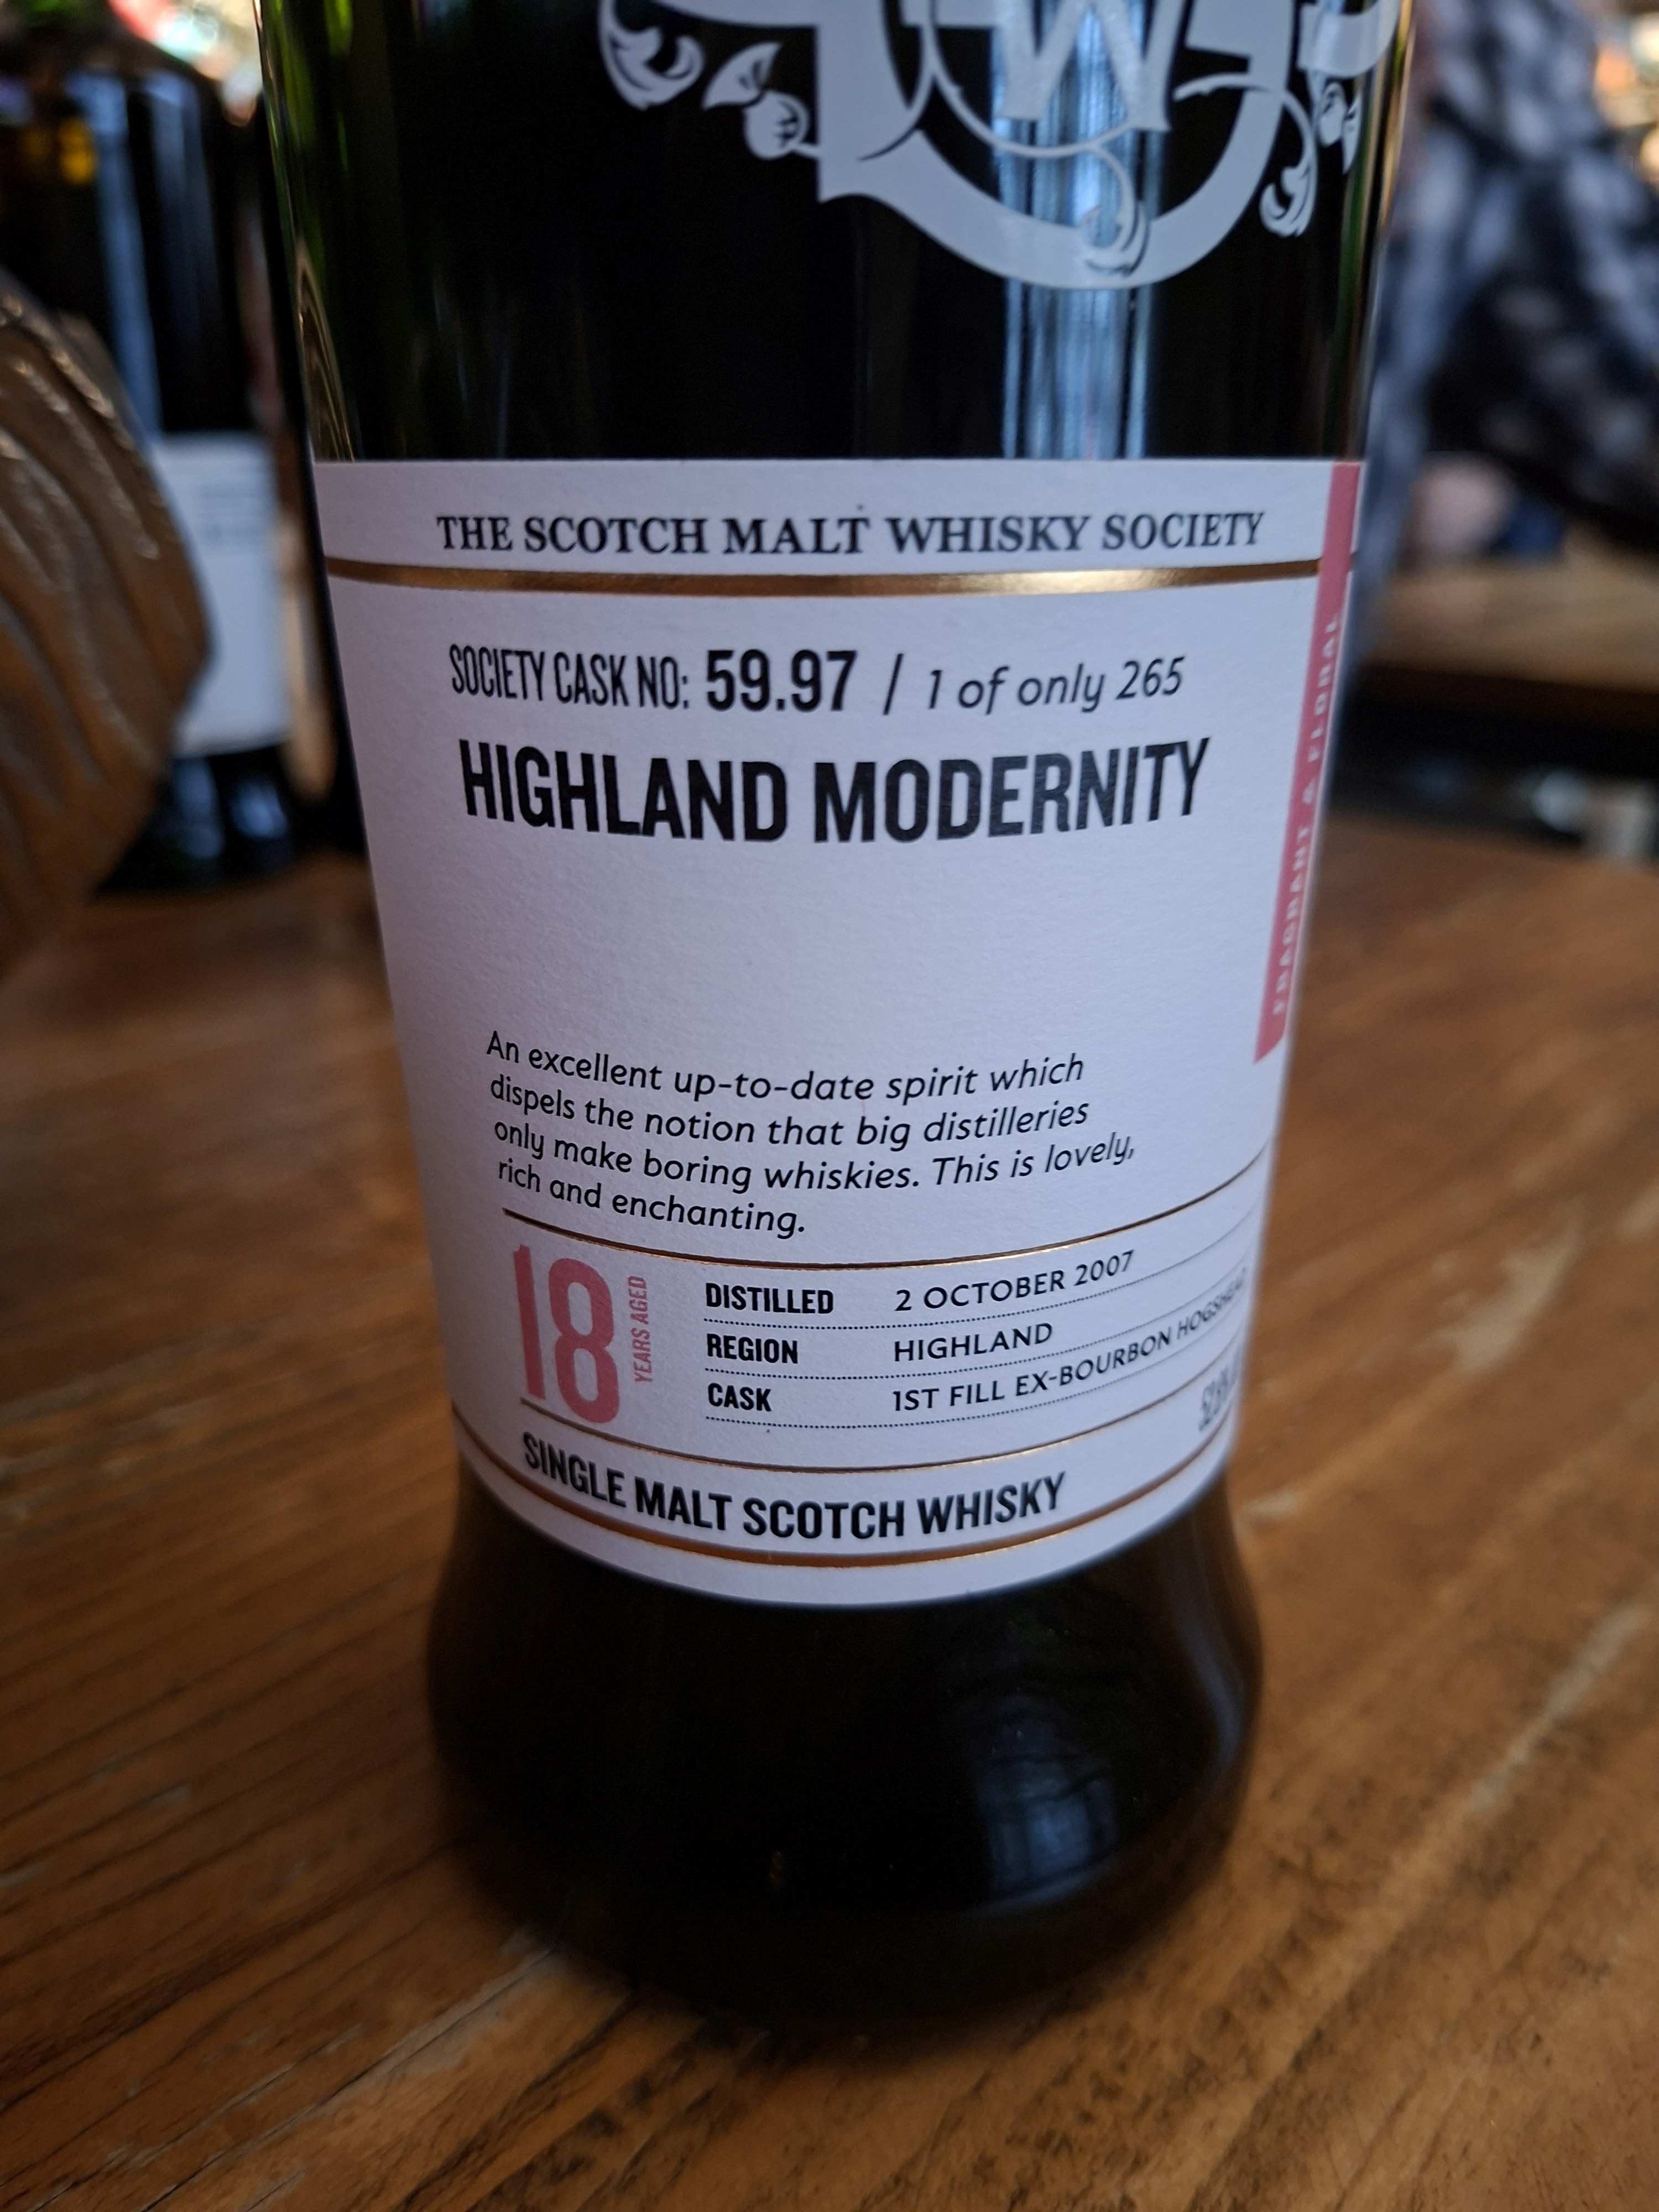 W
THE SCOTCH MALT WHISKY SOCIETY
SOCIETY CASK NO: 59.97 / 1 of only 265
HIGHLAND MODERNITY
FRAGRANT & FLORAL
An excellent up-to-date spirit which
dispels the notion that big distilleries
only make boring whiskies. This is lovely,
rich and enchanting.
18 YEARS AGED
DISTILLED 2 OCTOBER 2007
REGION HIGHLAND
CASK 1ST FILL EX-BOURBON HOGSHEAD
SINGLE MALT SCOTCH WHISKY